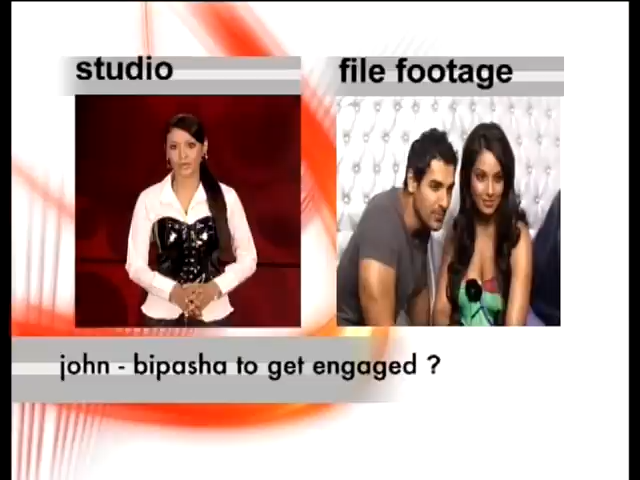 studio
file footage
john - bipasha to get engaged ?